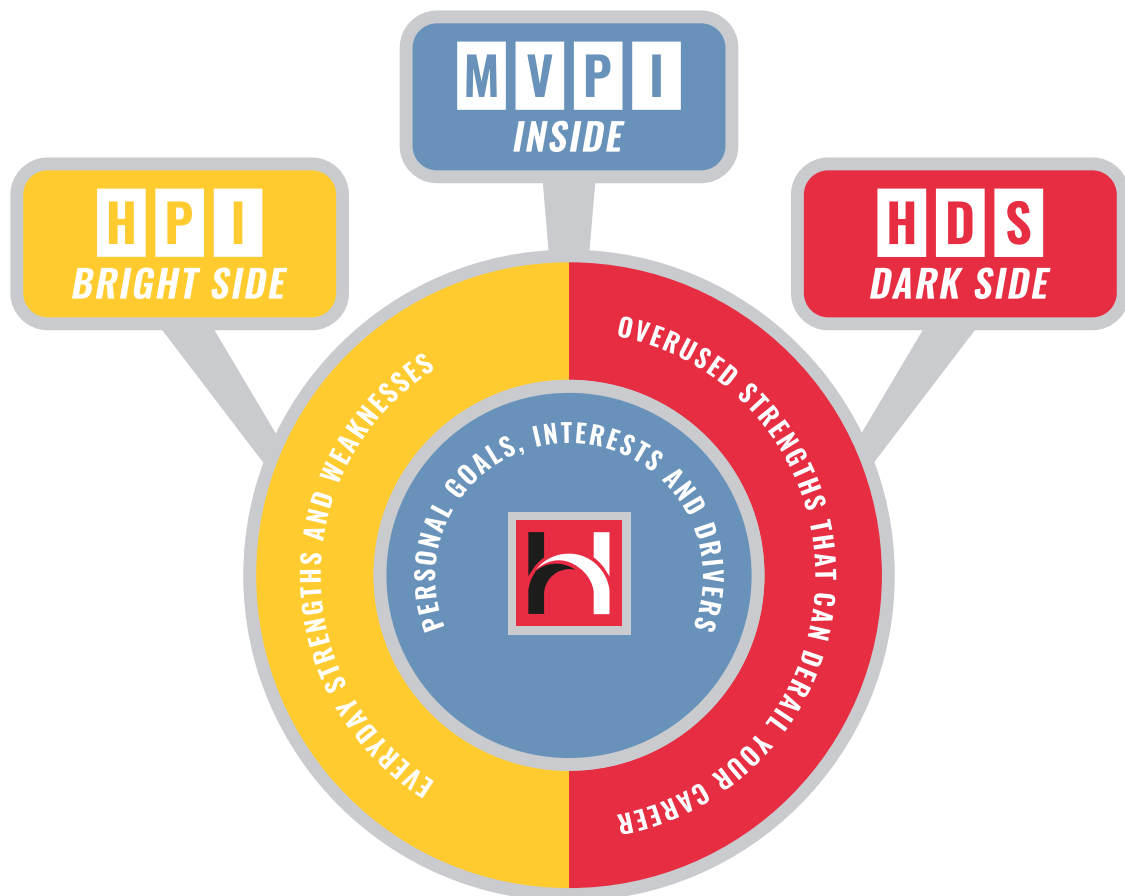 MVPI
INSIDE
HPI
BRIGHT SIDE
HDS
DARK SIDE
EVERYDAY STRENGTHS AND WEAKNESSES
PERSONAL GOALS, INTERESTS AND DRIVERS
OVERUSED STRENGTHS THAT CAN DERAIL YOUR CAREER